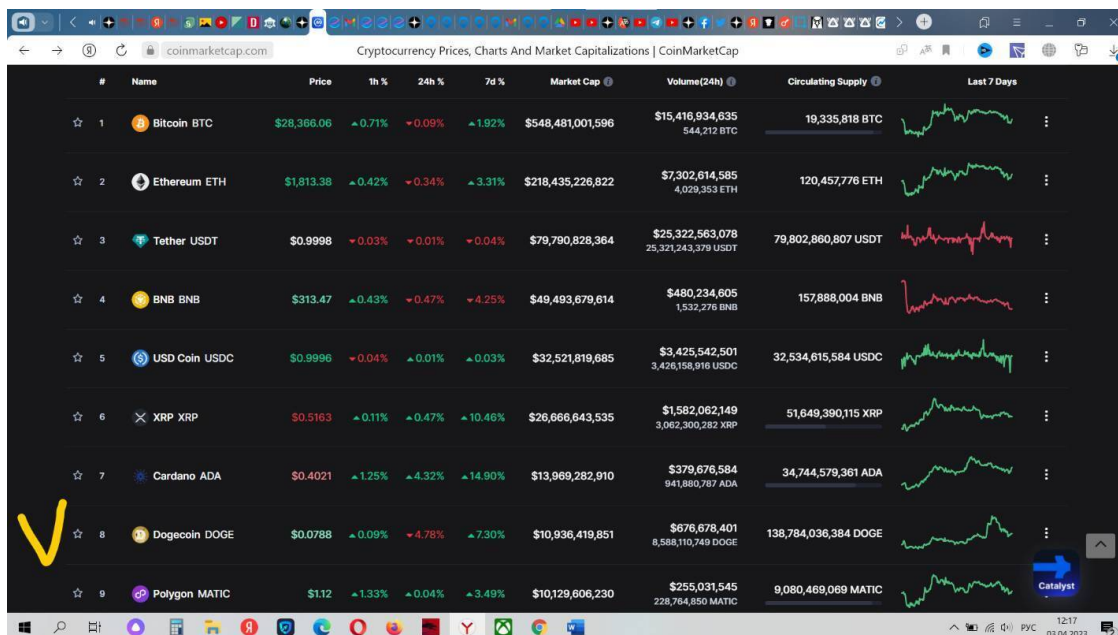 coinmarketcap.com Cryptocurrency Prices, Charts And Market Capitalizations | CoinMarketCap
# Name Price 1h % 24h % 7d % Market Cap Volume(24h) Circulating Supply Last 7 Days
1 Bitcoin BTC $28,366.06 0.71% 0.09% 1.92% $548,481,001,596 $15,416,934,635 19,335,818 BTC
544,212 BTC
2 Ethereum ETH $1,813.38 0.42% 0.34% 3.31% $218,435,226,822 $7,302,614,585 120,457,776 ETH
4,029,353 ETH
3 Tether USDT $0.9998 0.03% 0.01% 0.04% $79,790,828,364 $25,322,563,078 79,802,860,807 USDT
25,321,243,379 USDT
4 BNB BNB $313.47 0.43% 0.47% 4.25% $49,493,679,614 $480,234,605 157,888,004 BNB
1,532,276 BNB
5 USD Coin USDC $0.9996 0.04% 0.01% 0.03% $32,521,819,685 $3,425,542,501 32,534,615,584 USDC
3,426,158,916 USDC
6 XRP XRP $0.5163 0.11% 0.47% 10.46% $26,666,643,535 $1,582,062,149 51,649,390,115 XRP
3,062,300,282 XRP
7 Cardano ADA $0.4021 1.25% 4.32% 14.90% $13,969,282,910 $379,676,584 34,744,579,361 ADA
941,880,787 ADA
8 Dogecoin DOGE $0.0788 0.09% 4.78% 7.30% $10,936,419,851 $676,678,401 138,784,036,384 DOGE
8,588,110,749 DOGE
9 Polygon MATIC $1.12 1.33% 0.04% 3.49% $10,129,606,230 $255,031,545 9,080,469,069 MATIC
228,764,850 MATIC
Catalyst
РУС 12:17
03.04.2023